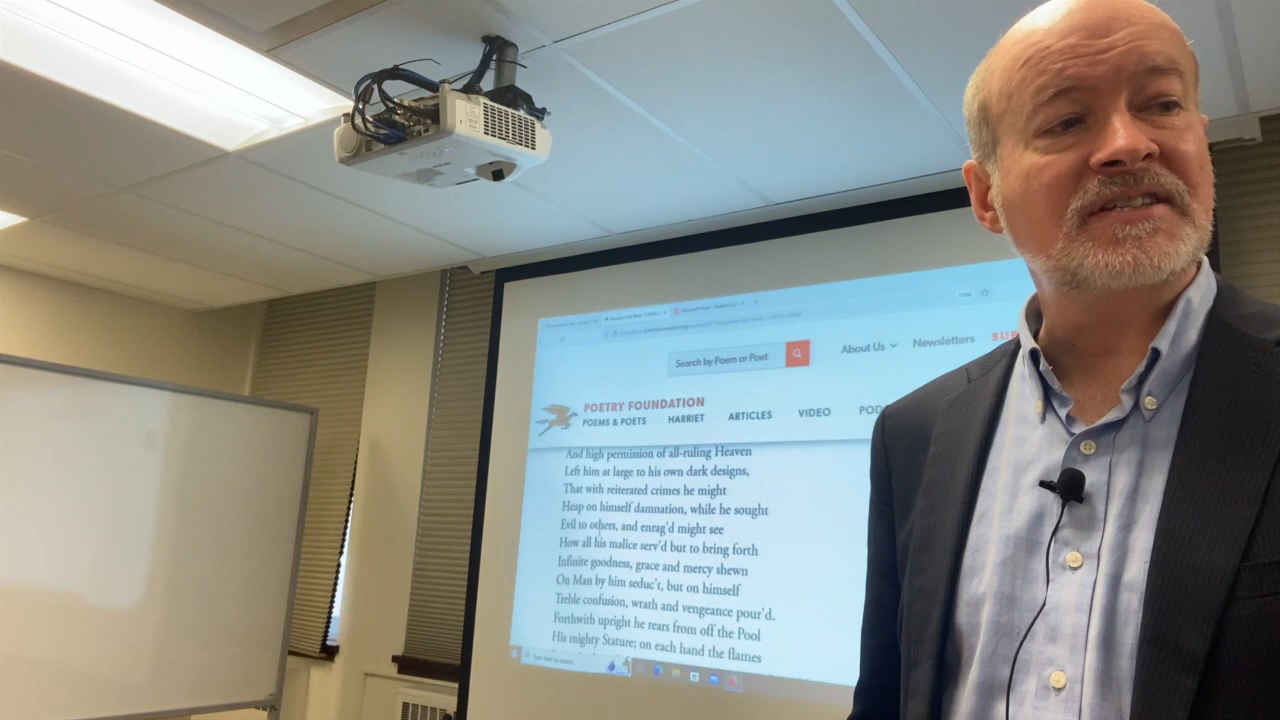 Search by Poem or Poet
About Us
Newsletters
POETRY FOUNDATION
POEMS & POETS
HARRIET
ARTICLES
VIDEO
And high permission of all-ruling Heaven
Left him at large to his own dark designs,
That with reiterated crimes he might
Heap on himself damnation, while he sought
Evil to others, and enrag'd might see
How all his malice serv'd but to bring forth
Infinite goodness, grace and mercy shewn
On Man by him seduc't, but on himself
Treble confusion, wrath and vengeance pour'd.
Forthwith upright he rears from off the Pool
His mighty Stature; on each hand the flames
Type here to search